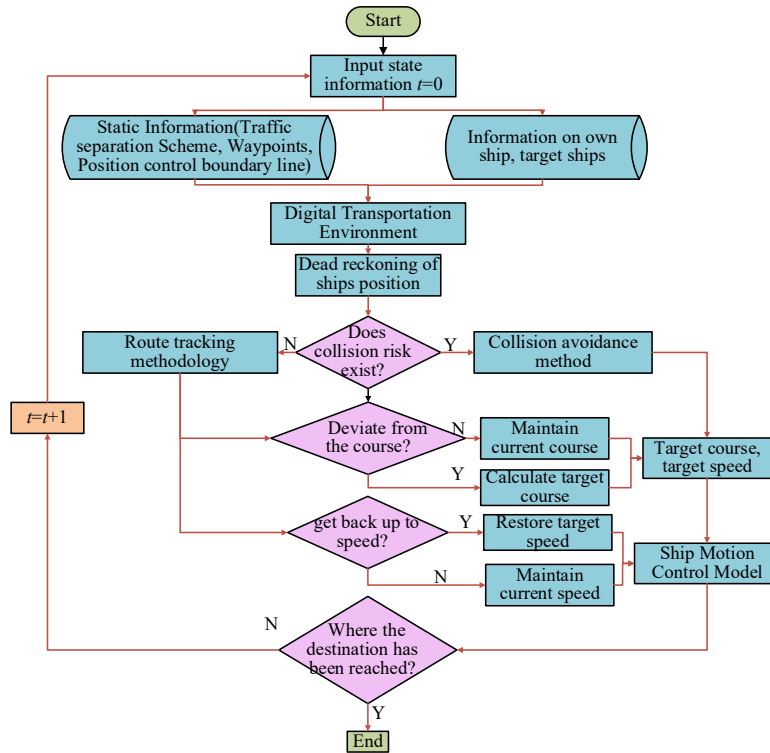 Start
Input state
information t=0
Static Information(Traffic
separation Scheme, Waypoints,
Position control boundary line)
Information on own
ship, target ships
Digital Transportation
Environment
Dead reckoning of
ships position
Route tracking
methodology
N
Does
collision risk
exist?
Y
Collision avoidance
method
t=t+1
Deviate from
the course?
N
Maintain
current course
Y
Calculate target
course
Target course,
target speed
get back up to
speed?
Y
Restore target
speed
N
Maintain
current speed
Ship Motion
Control Model
N
Where the
destination has
been reached?
Y
End